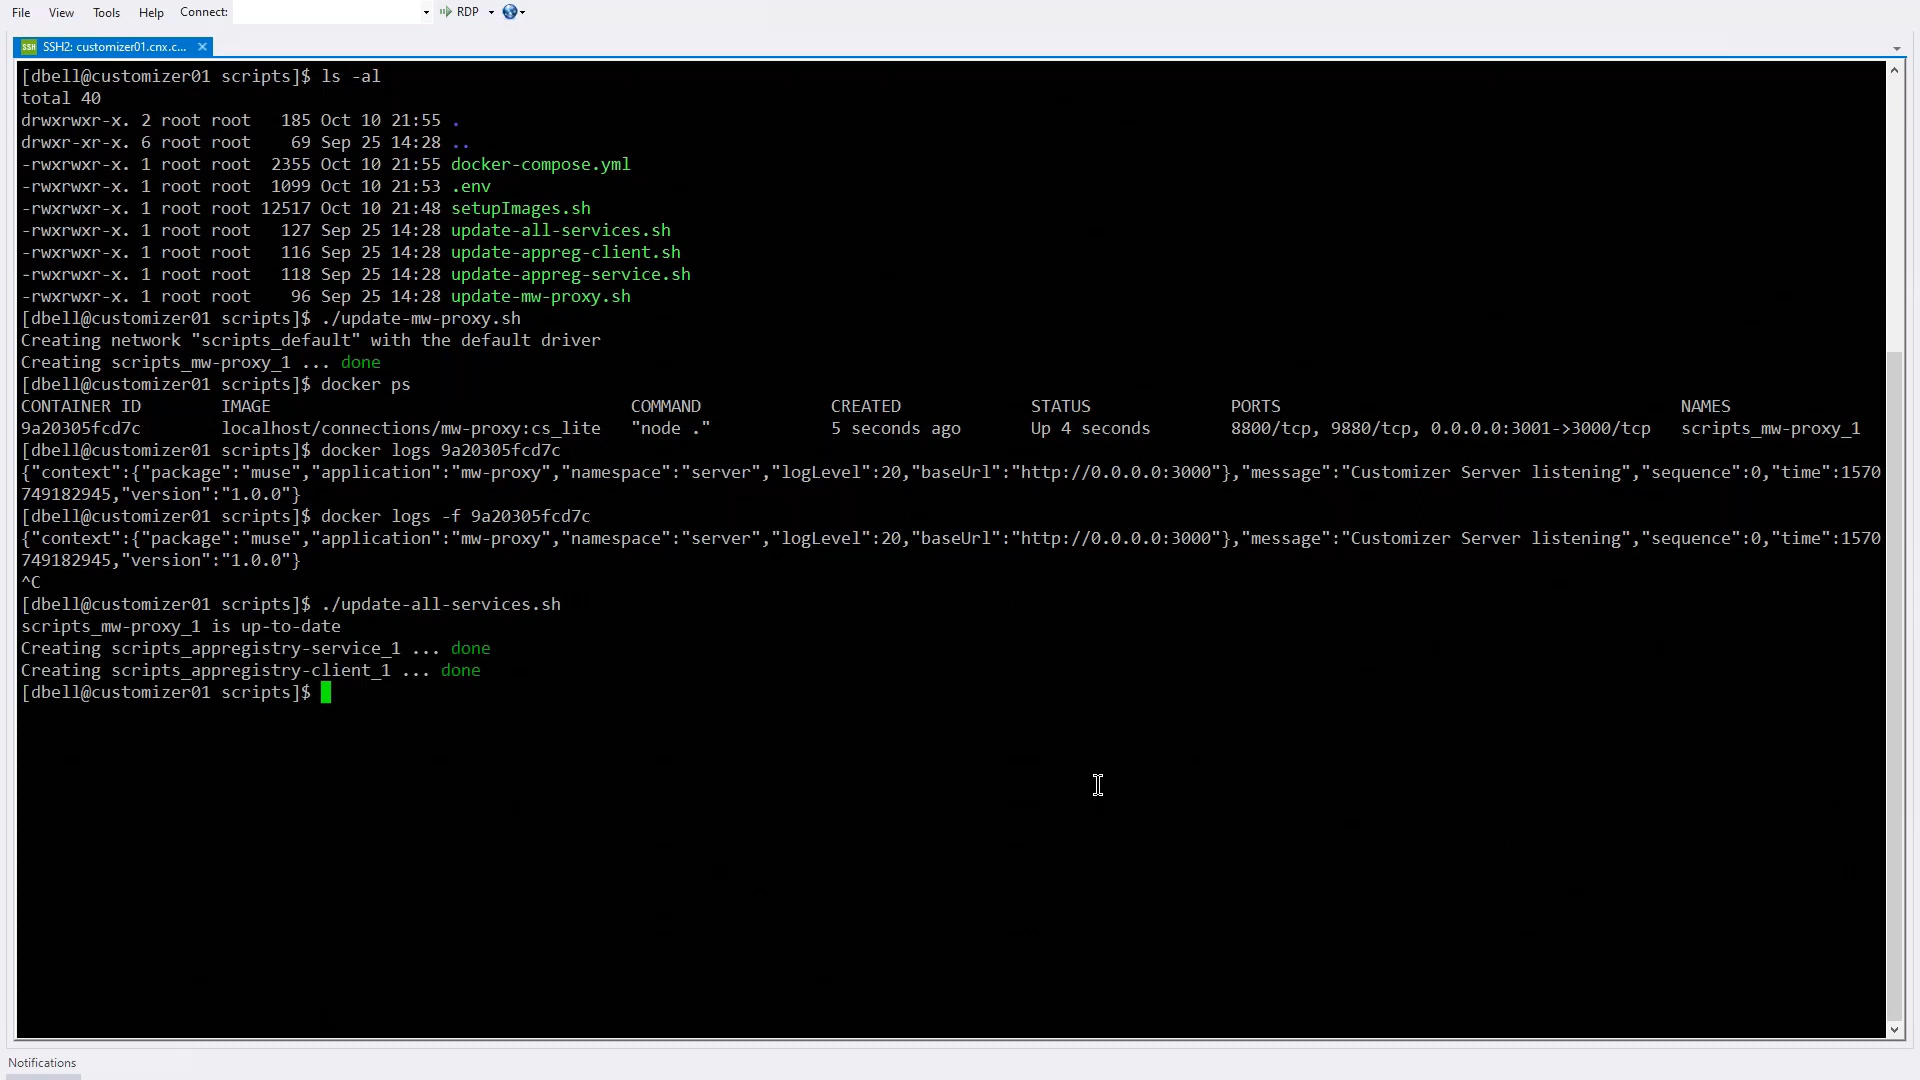 File View Tools Help Connect: RDP
SSH2: customizer01.cnx.c...
[dbell@customizer01 scripts]$ ls -al
total 40
drwxrwxr-x. 2 root root   185 Oct 10 21:55 .
drwxr-xr-x. 6 root root    69 Sep 25 14:28 ..
-rwxrwxr-x. 1 root root  2355 Oct 10 21:55 docker-compose.yml
-rwxrwxr-x. 1 root root  1099 Oct 10 21:53 .env
-rwxrwxr-x. 1 root root 12517 Oct 10 21:48 setupImages.sh
-rwxrwxr-x. 1 root root   127 Sep 25 14:28 update-all-services.sh
-rwxrwxr-x. 1 root root   116 Sep 25 14:28 update-appreg-client.sh
-rwxrwxr-x. 1 root root   118 Sep 25 14:28 update-appreg-service.sh
-rwxrwxr-x. 1 root root    96 Sep 25 14:28 update-mw-proxy.sh
[dbell@customizer01 scripts]$ ./update-mw-proxy.sh
Creating network "scripts_default" with the default driver
Creating scripts_mw-proxy_1 ... done
[dbell@customizer01 scripts]$ docker ps
CONTAINER ID        IMAGE                                    COMMAND             CREATED             STATUS              PORTS                                        NAMES
9a20305fcd7c        localhost/connections/mw-proxy:cs_lite   "node ."            5 seconds ago       Up 4 seconds        8800/tcp, 9880/tcp, 0.0.0.0:3001->3000/tcp   scripts_mw-proxy_1
[dbell@customizer01 scripts]$ docker logs 9a20305fcd7c
{"context":{"package":"muse","application":"mw-proxy","namespace":"server","logLevel":20,"baseUrl":"http://0.0.0.0:3000"},"message":"Customizer Server listening","sequence":0,"time":1570
749182945,"version":"1.0.0"}
[dbell@customizer01 scripts]$ docker logs -f 9a20305fcd7c
{"context":{"package":"muse","application":"mw-proxy","namespace":"server","logLevel":20,"baseUrl":"http://0.0.0.0:3000"},"message":"Customizer Server listening","sequence":0,"time":1570
749182945,"version":"1.0.0"}
^C
[dbell@customizer01 scripts]$ ./update-all-services.sh
scripts_mw-proxy_1 is up-to-date
Creating scripts_appregistry-service_1 ... done
Creating scripts_appregistry-client_1 ... done
[dbell@customizer01 scripts]$
Notifications